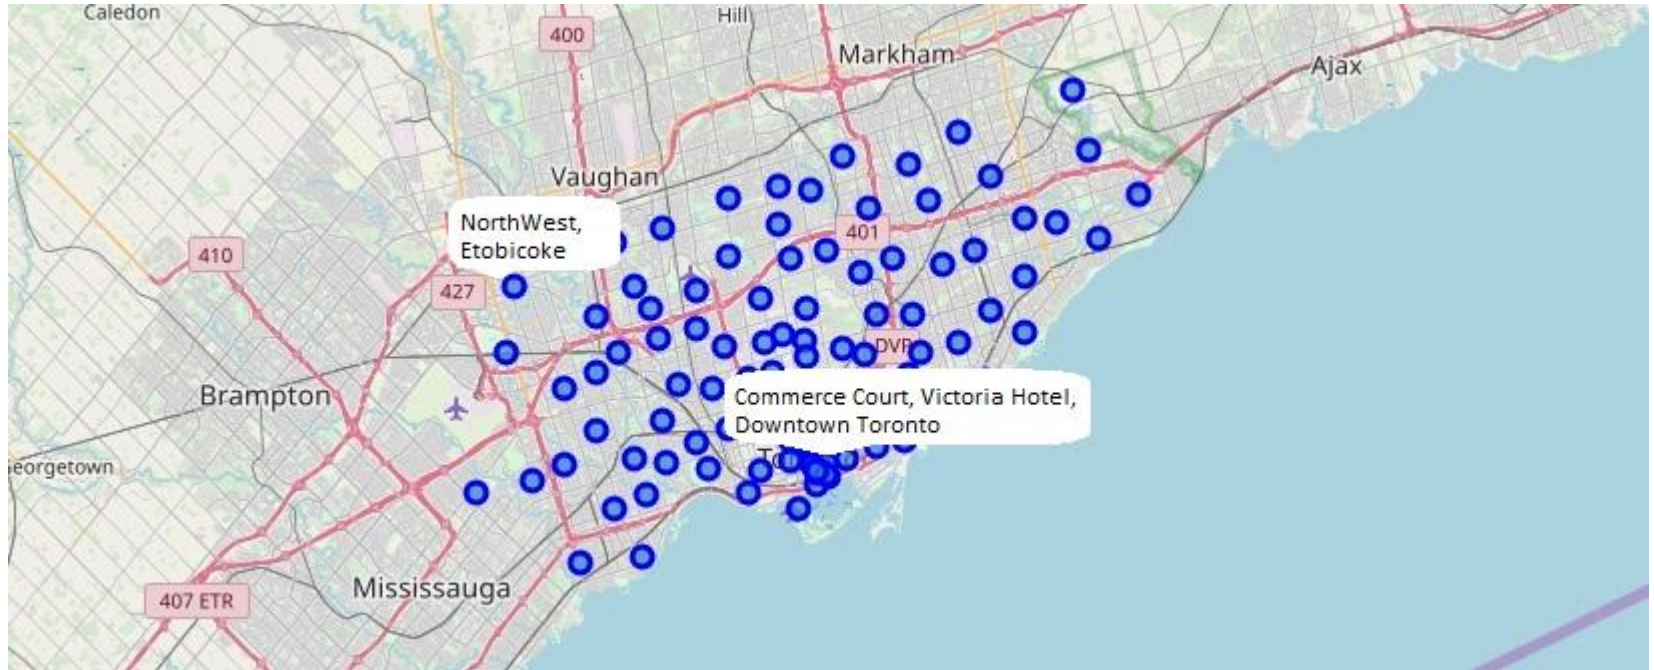 Caledon
Hill
400
Markham
Ajax
Vaughan
NorthWest,
Etobicoke
401
410
427
DVP
Brampton
Commerce Court, Victoria Hotel,
Downtown Toronto
eorgetown
Mississauga
407 ETR